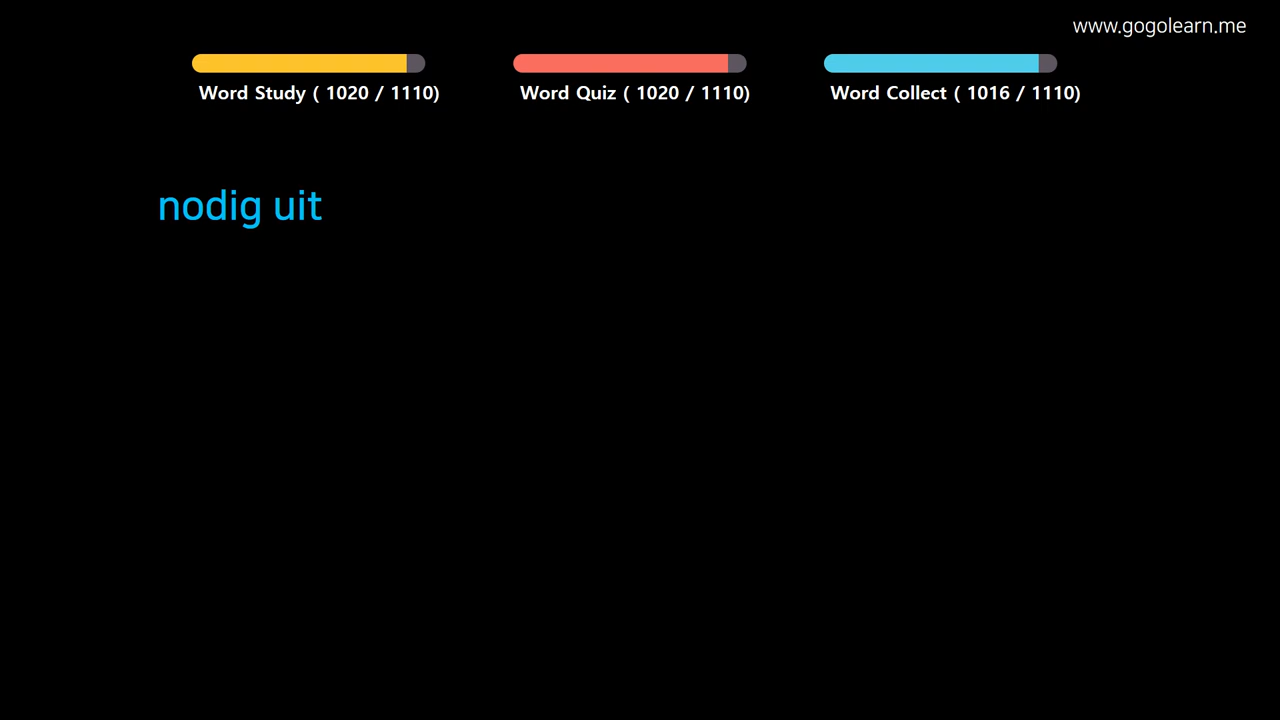 www.gogolearn.me
Word Study ( 1020 / 1110)
Word Quiz ( 1020 / 1110)
Word Collect ( 1016 / 1110)
nodig uit